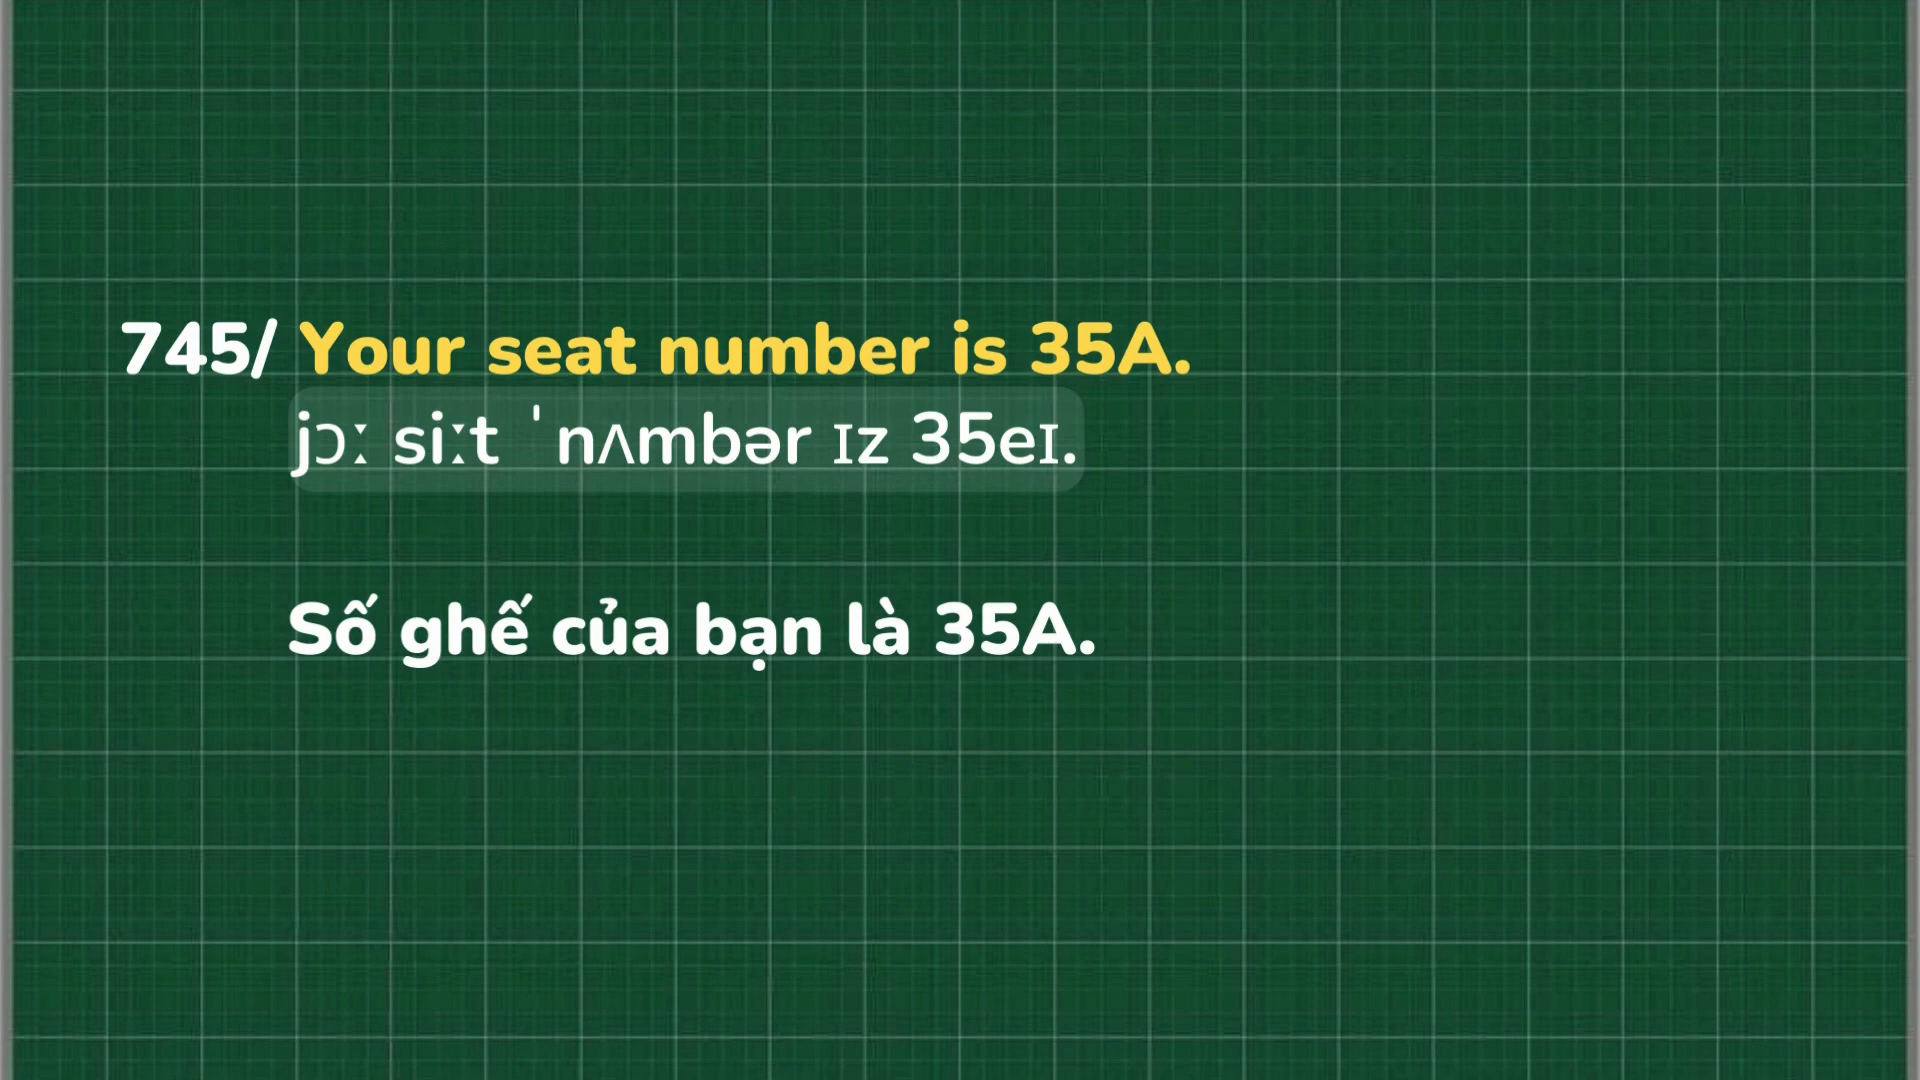 745/ Your seat number is 35A.
jɔː siːt ˈnʌmbər ɪz 35eɪ.
Số ghế của bạn là 35A.